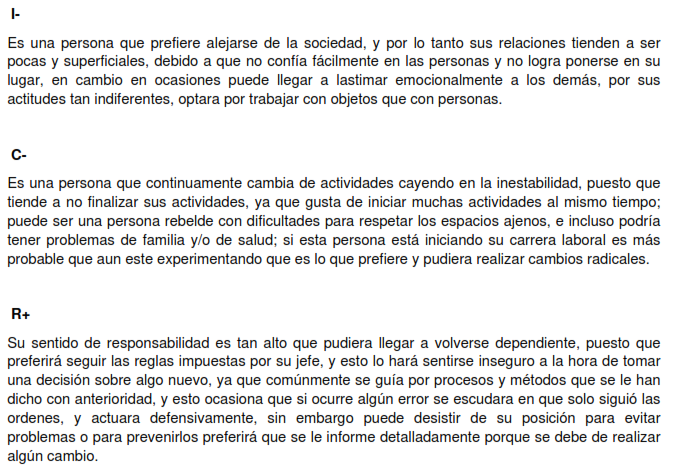 I-
Es una persona que prefiere alejarse de la sociedad, y por lo tanto sus relaciones tienden a ser
pocas y superficiales, debido a que no confía fácilmente en las personas y no logra ponerse en su
lugar, en cambio en ocasiones puede llegar a lastimar emocionalmente a los demás, por sus
actitudes tan indiferentes, optara por trabajar con objetos que con personas.
C-
Es una persona que continuamente cambia de actividades cayendo en la inestabilidad, puesto que
tiende a no finalizar sus actividades, ya que gusta de iniciar muchas actividades al mismo tiempo;
puede ser una persona rebelde con dificultades para respetar los espacios ajenos, e incluso podría
tener problemas de familia y/o de salud; si esta persona está iniciando su carrera laboral es más
probable que aun este experimentando que es lo que prefiere y pudiera realizar cambios radicales.
R+
Su sentido de responsabilidad es tan alto que pudiera llegar a volverse dependiente, puesto que
preferirá seguir las reglas impuestas por su jefe, y esto lo hará sentirse inseguro a la hora de tomar
una decisión sobre algo nuevo, ya que comúnmente se guía por procesos y métodos que se le han
dicho con anterioridad, y esto ocasiona que si ocurre algún error se escudara en que solo siguió las
ordenes, y actuara defensivamente, sin embargo puede desistir de su posición para evitar
problemas o para prevenirlos preferirá que se le informe detalladamente porque se debe de realizar
algún cambio.